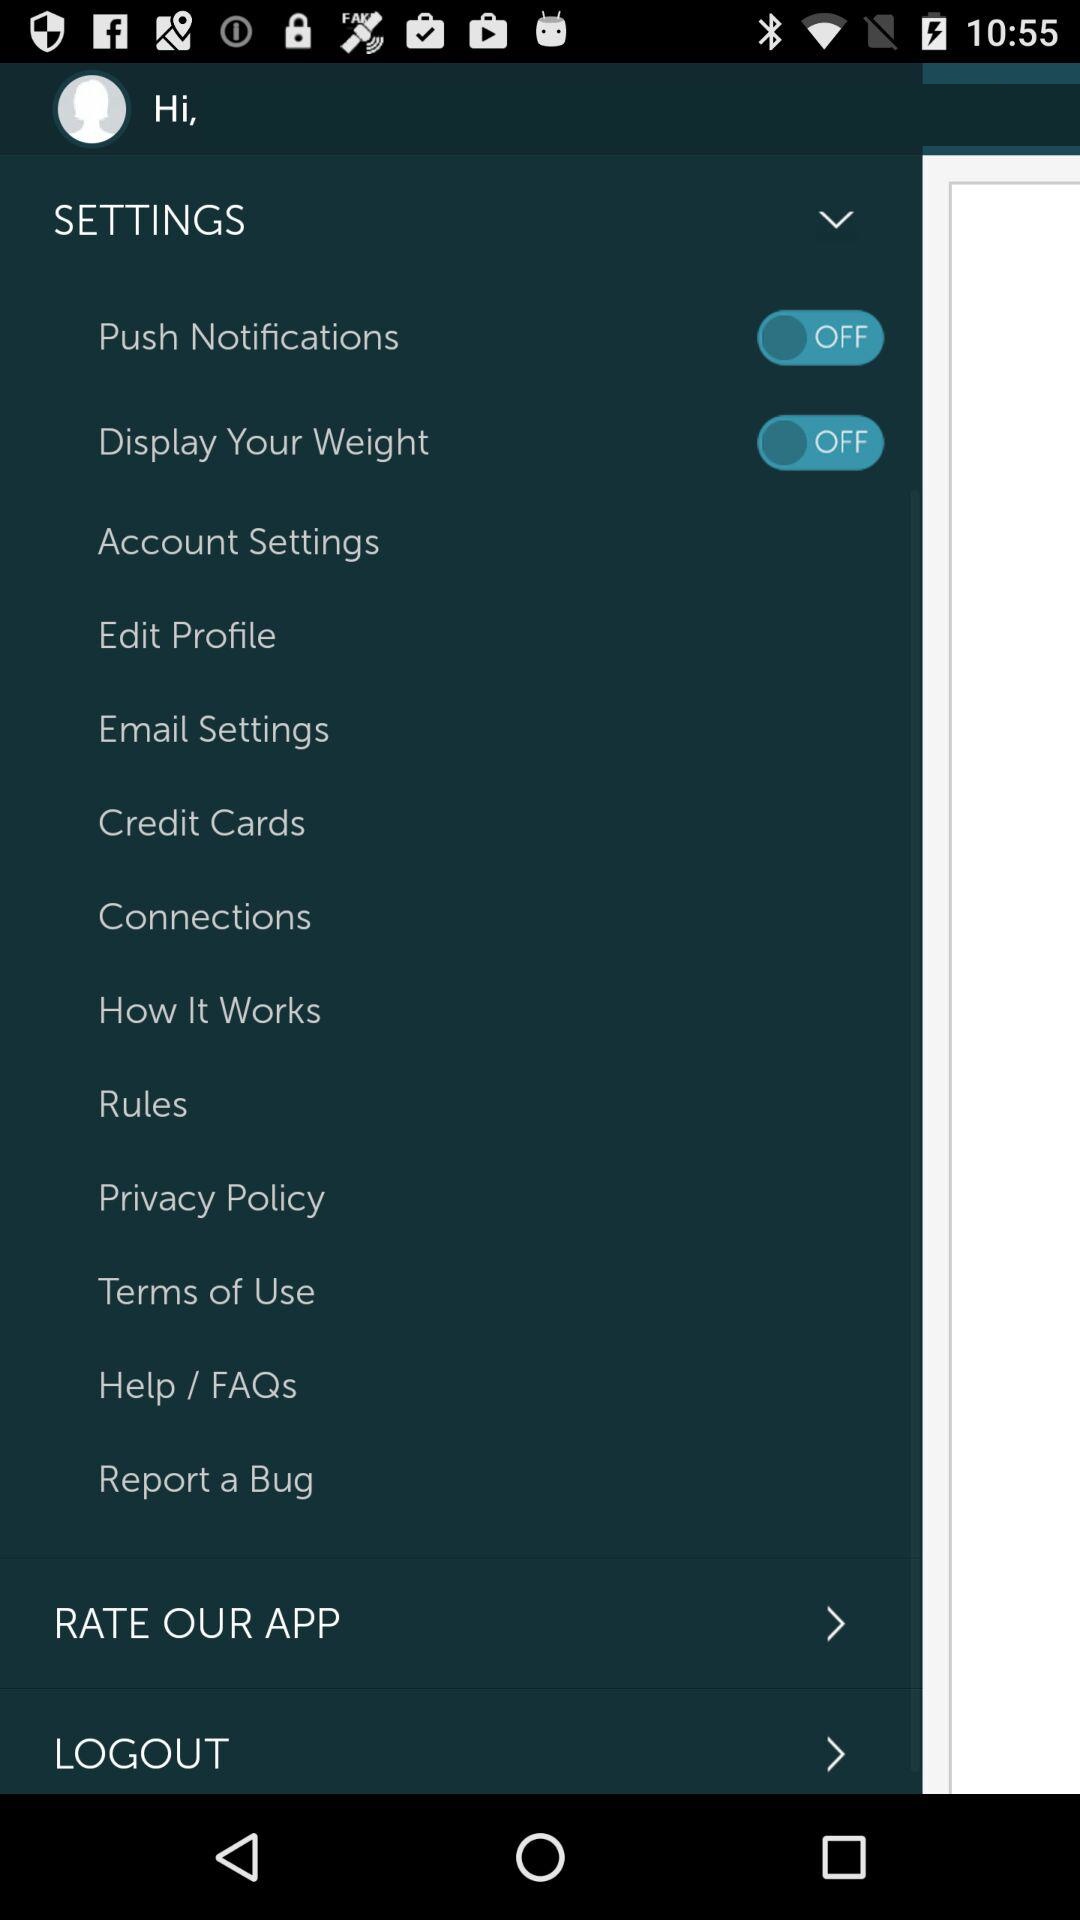 FAKE
10:55
Hi,
SETTINGS
Push Notifications OFF
Display Your Weight OFF
Account Settings
Edit Profile
Email Settings
Credit Cards
Connections
How It Works
Rules
Privacy Policy
Terms of Use
Help / FAQs
Report a Bug
RATE OUR APP
LOGOUT